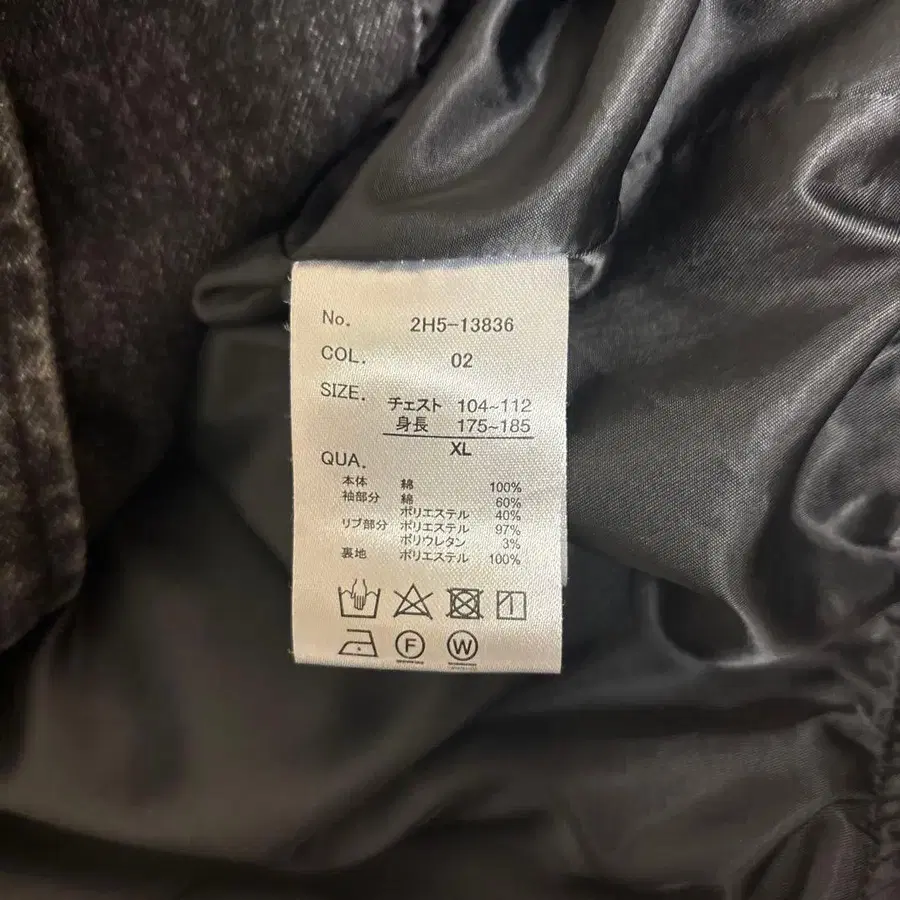 No. 2H5-13836
COL. 02
SIZE. チェスト 104~112
身長 175~185
XL
QUA.
本体 綿 100%
袖部分 綿 60%
ポリエステル 40%
リブ部分 ポリエステル 97%
ポリウレタン 3%
裏地 ポリエステル 100%
F W